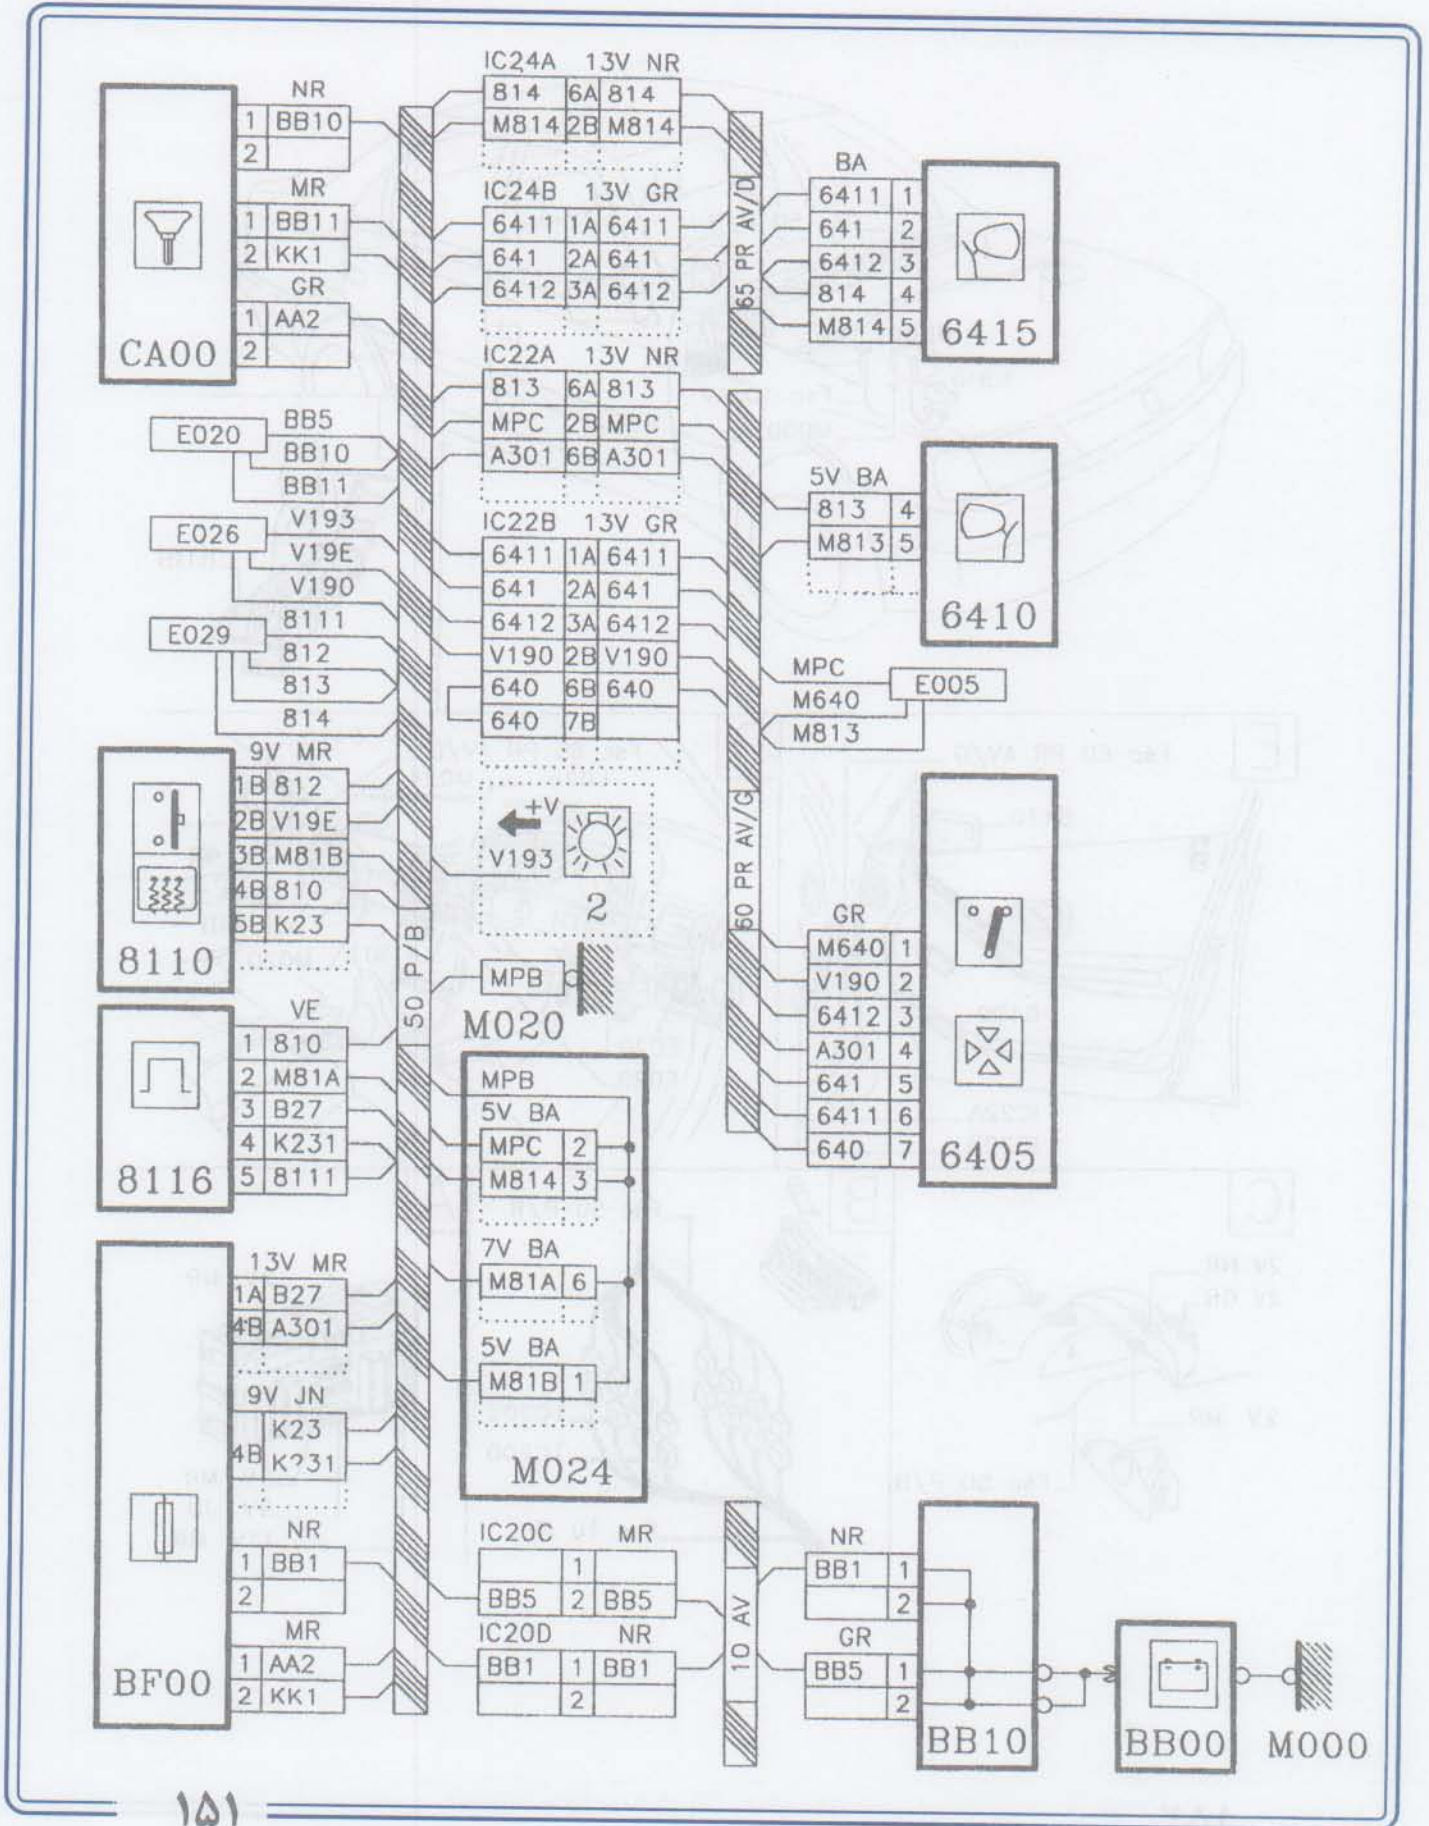 NR
1 BB10
2
MR
1 BB11
2 KK1
GR
1 AA2
2
CA00
E020
BB5
BB10
BB11
E026
V193
V19E
V190
E029
8111
812
813
814
9V MR
1B 812
2B V19E
3B M81B
4B 810
5B K23
8110
VE
1 810
2 M81A
3 B27
4 K231
5 8111
8116
13V MR
1A B27
4B A301
9V JN
K23
4B K231
NR
1 BB1
2
MR
1 AA2
2 KK1
BF00
50 P/B
IC24A 13V NR
814 6A 814
M814 2B M814
IC24B 13V GR
6411 1A 6411
641 2A 641
6412 3A 6412
IC22A 13V NR
813 6A 813
MPC 2B MPC
A301 6B A301
IC22B 13V GR
6411 1A 6411
641 2A 641
6412 3A 6412
V190 2B V190
640 6B 640
640 7B
+V
V193
2
MPB
M020
MPB
5V BA
MPC 2
M814 3
7V BA
M81A 6
5V BA
M81B 1
M024
IC20C MR
1
BB5 2 BB5
IC20D NR
BB1 1 BB1
2
65 PR AV/D
60 PR AV/G
10 AV
BA
6411 1
641 2
6412 3
814 4
M814 5
6415
5V BA
813 4
M813 5
6410
MPC
M640
M813
E005
GR
M640 1
V190 2
6412 3
A301 4
641 5
6411 6
640 7
6405
NR
BB1 1
2
GR
BB5 1
2
BB10
BB00
M000
۱۵۱